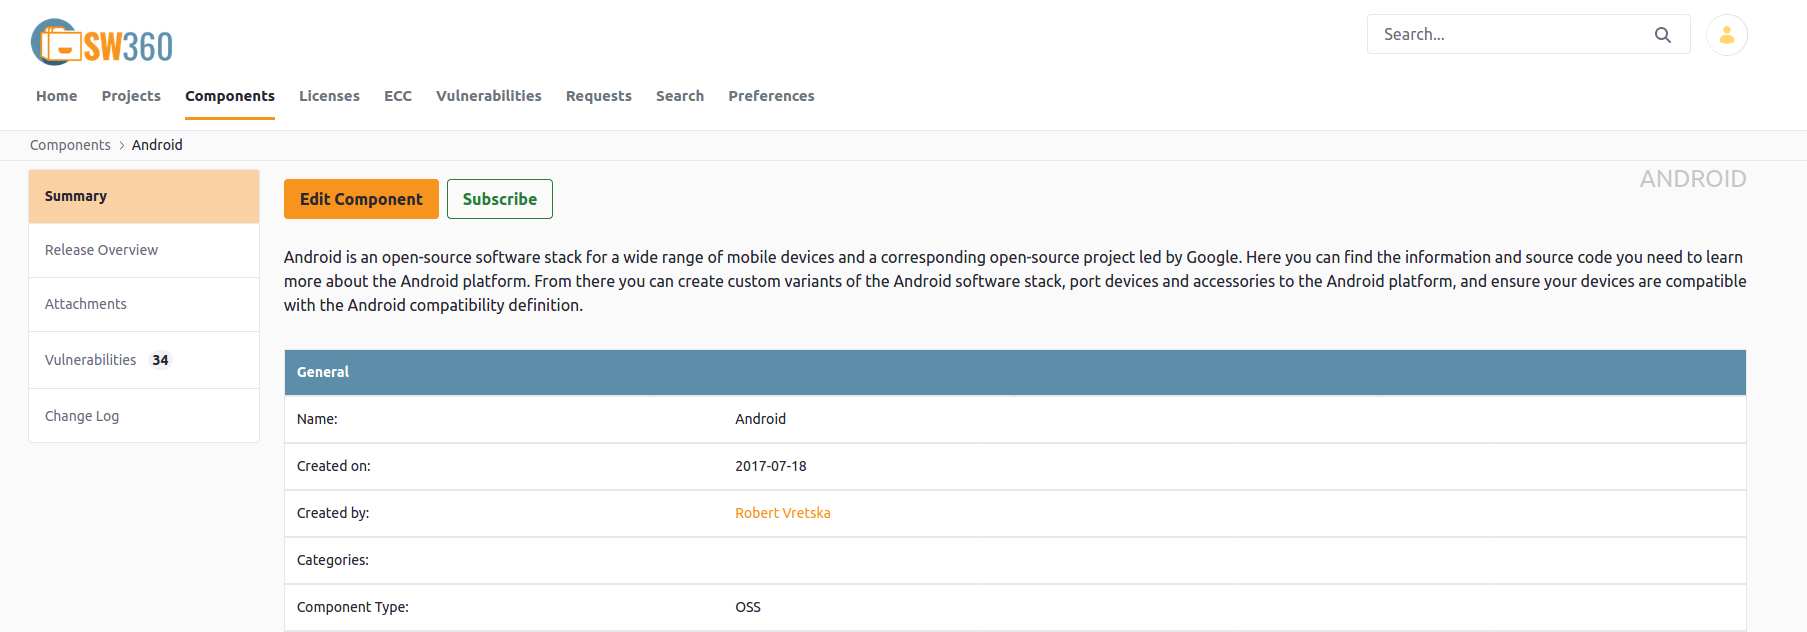 SW360
Search...
Home Projects Components Licenses ECC Vulnerabilities Requests Search Preferences
Components > Android
ANDROID
Summary
Release Overview
Attachments
Vulnerabilities 34
Change Log
Edit Component Subscribe
Android is an open-source software stack for a wide range of mobile devices and a corresponding open-source project led by Google. Here you can find the information and source code you need to learn
more about the Android platform. From there you can create custom variants of the Android software stack, port devices and accessories to the Android platform, and ensure your devices are compatible
with the Android compatibility definition.
General
Name: Android
Created on: 2017-07-18
Created by: Robert Vretska
Categories:
Component Type: OSS